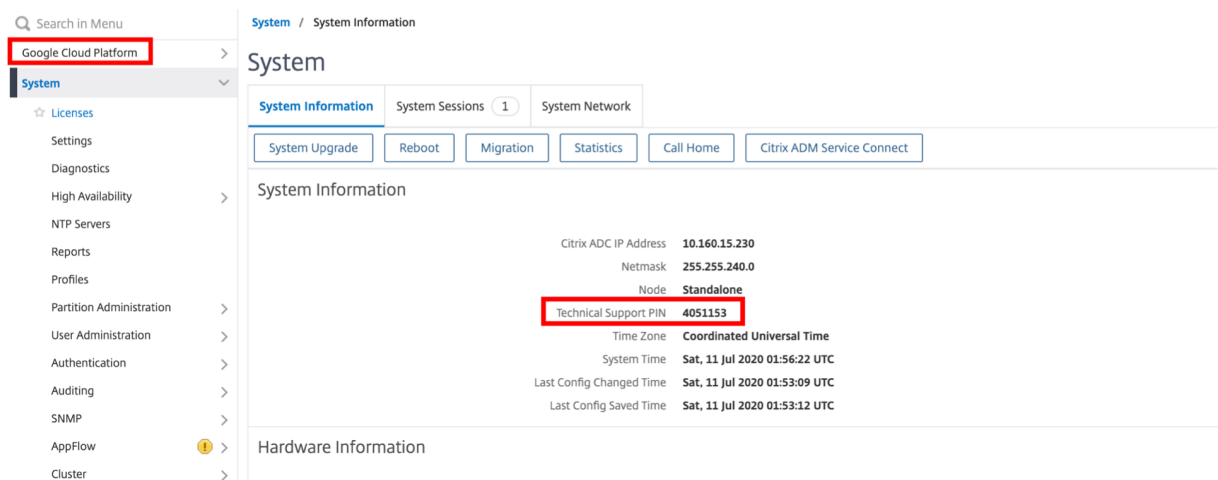 Search in Menu
Google Cloud Platform
System
Licenses
Settings
Diagnostics
High Availability
NTP Servers
Reports
Profiles
Partition Administration
User Administration
Authentication
Auditing
SNMP
AppFlow
Cluster
System / System Information
System
System Information System Sessions 1 System Network
System Upgrade Reboot Migration Statistics Call Home Citrix ADM Service Connect
System Information
Citrix ADC IP Address 10.160.15.230
Netmask 255.255.240.0
Node Standalone
Technical Support PIN 4051153
Time Zone Coordinated Universal Time
System Time Sat, 11 Jul 2020 01:56:22 UTC
Last Config Changed Time Sat, 11 Jul 2020 01:53:09 UTC
Last Config Saved Time Sat, 11 Jul 2020 01:53:12 UTC
Hardware Information